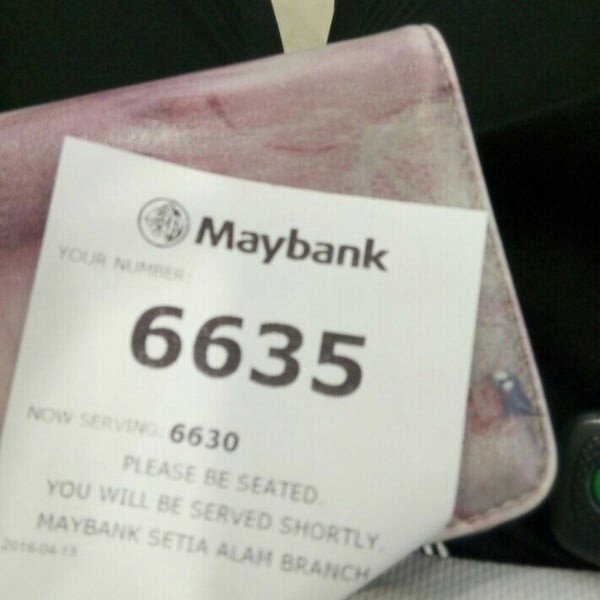 Maybank
YOUR NUMBER:
6635
NOW SERVING: 6630
PLEASE BE SEATED.
YOU WILL BE SERVED SHORTLY.
MAYBANK SETIA ALAM BRANCH
2016-04-13